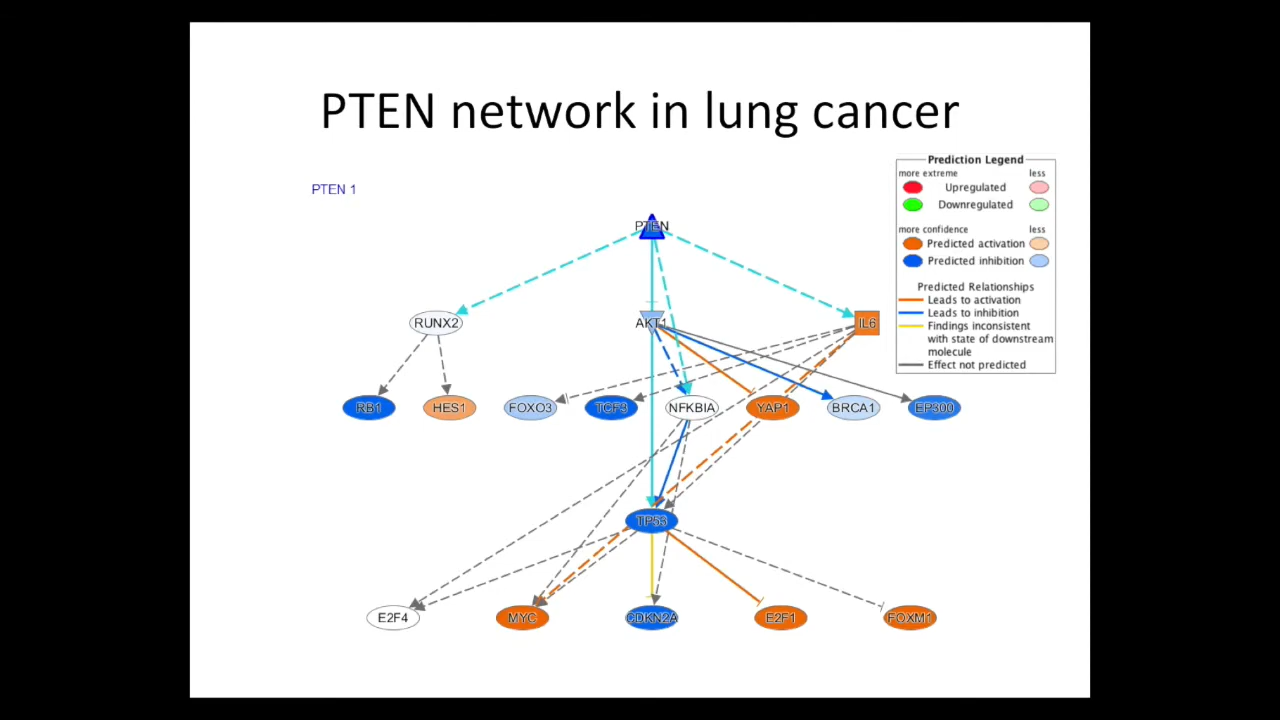 PTEN network in lung cancer
PTEN 1
Prediction Legend
more extreme less
Upregulated
Downregulated
more confidence less
Predicted activation
Predicted inhibition
Predicted Relationships
Leads to activation
Leads to inhibition
Findings inconsistent
with state of downstream
molecule
Effect not predicted
PTEN
RUNX2 AKT1 IL6
RB1 HES1 FOXO3 TCF3 NFKBIA YAP1 BRCA1 EP300
TP53
E2F4 MYC CDKN2A E2F1 FOXM1